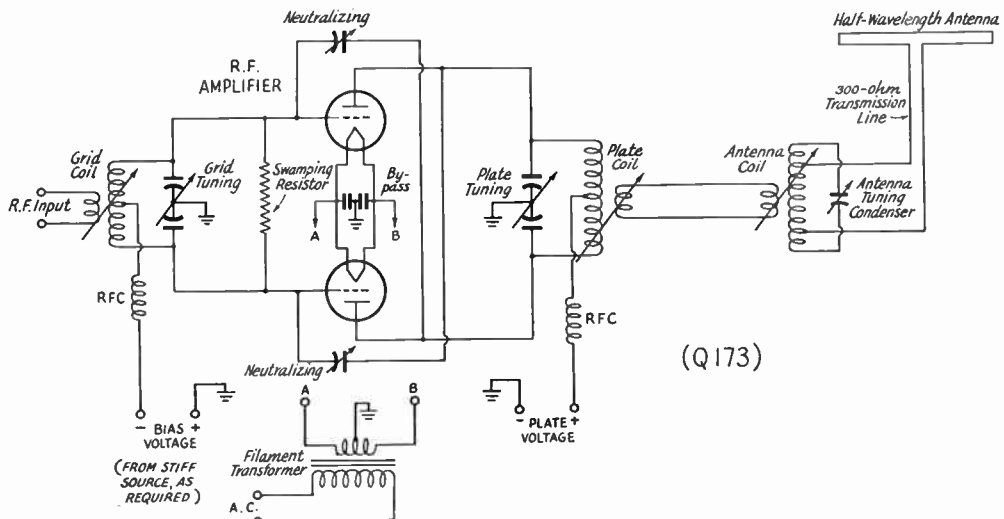 Neutralizing
Half-Wavelength Antenna
R.F.
AMPLIFIER
300-ohm
Transmission
Line
Grid
Coil
Grid
Tuning
Swamping
Resistor
By-
pass
Plate
Tuning
Plate
Coil
Antenna
Coil
Antenna
Tuning
Condenser
R.F. Input
A
B
RFC
RFC
(Q173)
Neutralizing
A
B
- BIAS +
VOLTAGE
(FROM STIFF
SOURCE, AS
REQUIRED)
- PLATE +
VOLTAGE
Filament
Transformer
A.C.